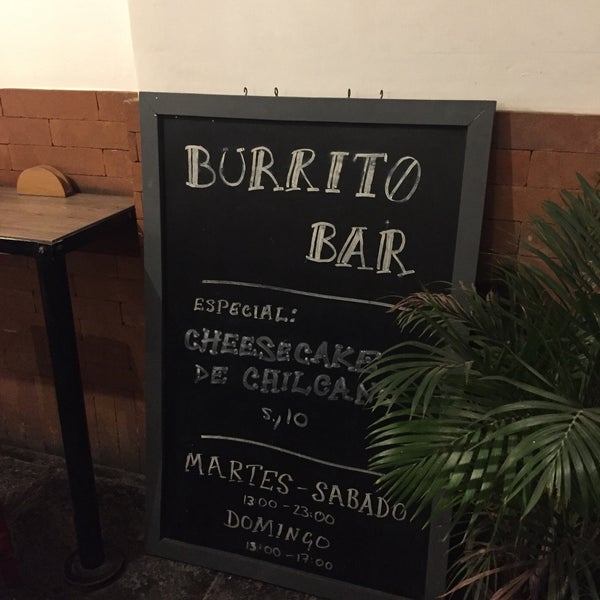 BURRITO
BAR
ESPECIAL:
CHEESECAKE
DE
S/10
MARTES-SABADO
13:00-23:00
DOMINGO
13:00-17:00